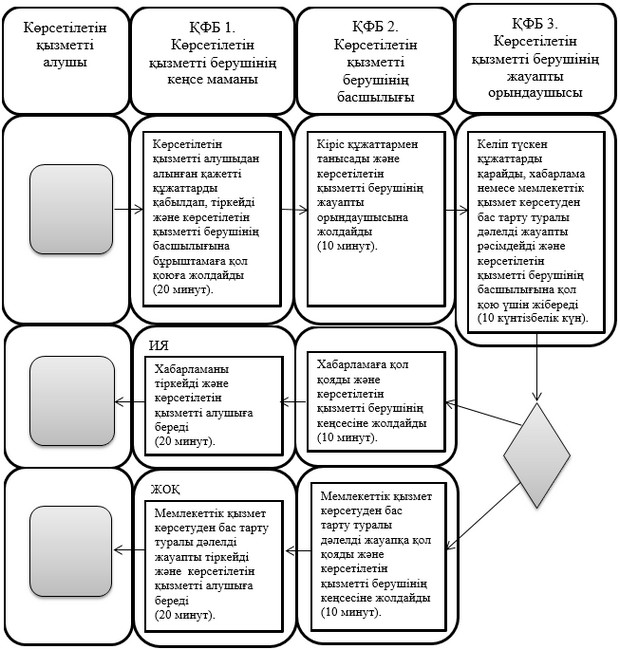 Көрсетілетін
қызметті
алушы
ҚФБ 1.
Көрсетілетін
қызметті берушінің
кеңсе маманы
ҚФБ 2.
Көрсетілетін
қызметті
берушінің
басшылығы
ҚФБ 3.
Көрсетілетін
қызметті берушінің
жауапты
орындаушысы
Көрсетілетін
қызметті алушыдан
алынған қажетті
құжаттарды
қабылдап, тіркейді
және көрсетілетін
қызметті берушінің
басшылығына
бұрыштамаға қол
қоюға жолдайды
(20 минут).
Кіріс құжаттармен
танысады және
көрсетілетін
қызметті берушінің
жауапты
орындаушысына
жолдайды
(10 минут).
Келіп түскен
құжаттарды
қарайды, хабарлама
немесе мемлекеттік
қызмет көрсетуден
бас тарту туралы
дәлелді жауапты
рәсімдейді және
көрсетілетін
қызметті берушінің
басшылығына қол
қою үшін жібереді
(10 күнтізбелік күн).
ИЯ
Хабарламаны
тіркейді және
көрсетілетін
қызметті алушыға
береді
(20 минут).
Хабарламаға қол
қояды және
көрсетілетін
қызметті берушінің
кеңсесіне жолдайды
(10 минут).
ЖОҚ
Мемлекеттік қызмет
көрсетуден бас тарту
туралы дәлелді
жауапты тіркейді
және көрсетілетін
қызметті алушыға
береді
(20 минут).
Мемлекеттік қызмет
көрсетуден бас
тарту туралы
дәлелді жауапқа қол
қояды және
көрсетілетін
қызметті берушінің
кеңсесіне жолдайды
(10 минут).